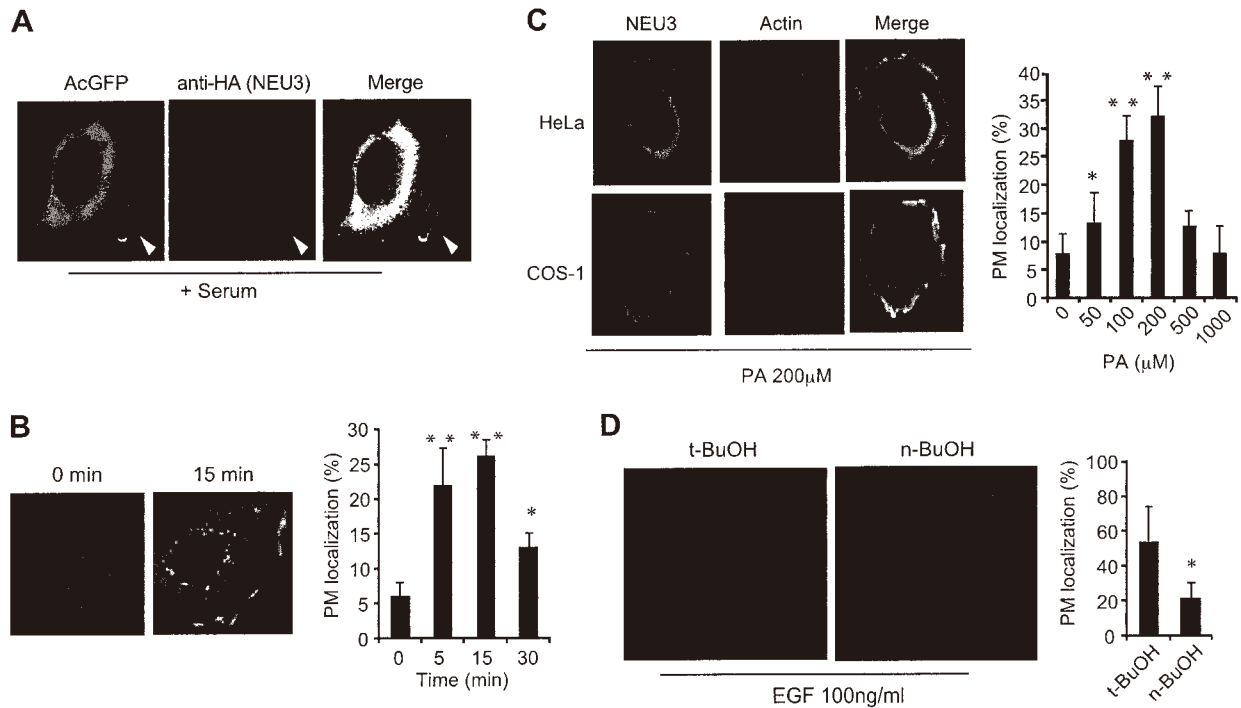 A
AcGFP anti-HA (NEU3) Merge
+ Serum
B
0 min 15 min
PM localization (%)
30
25
20
15
10
5
0
* *
* *
*
0 5 15 30
Time (min)
C
NEU3 Actin Merge
HeLa
COS-1
PA 200µM
PM localization (%)
40
35
30
25
20
15
10
5
0
*
* *
* *
0 50 100 200 500 1000
PA (µM)
D
t-BuOH n-BuOH
EGF 100ng/ml
PM localization (%)
100
80
60
40
20
0
*
t-BuOH n-BuOH